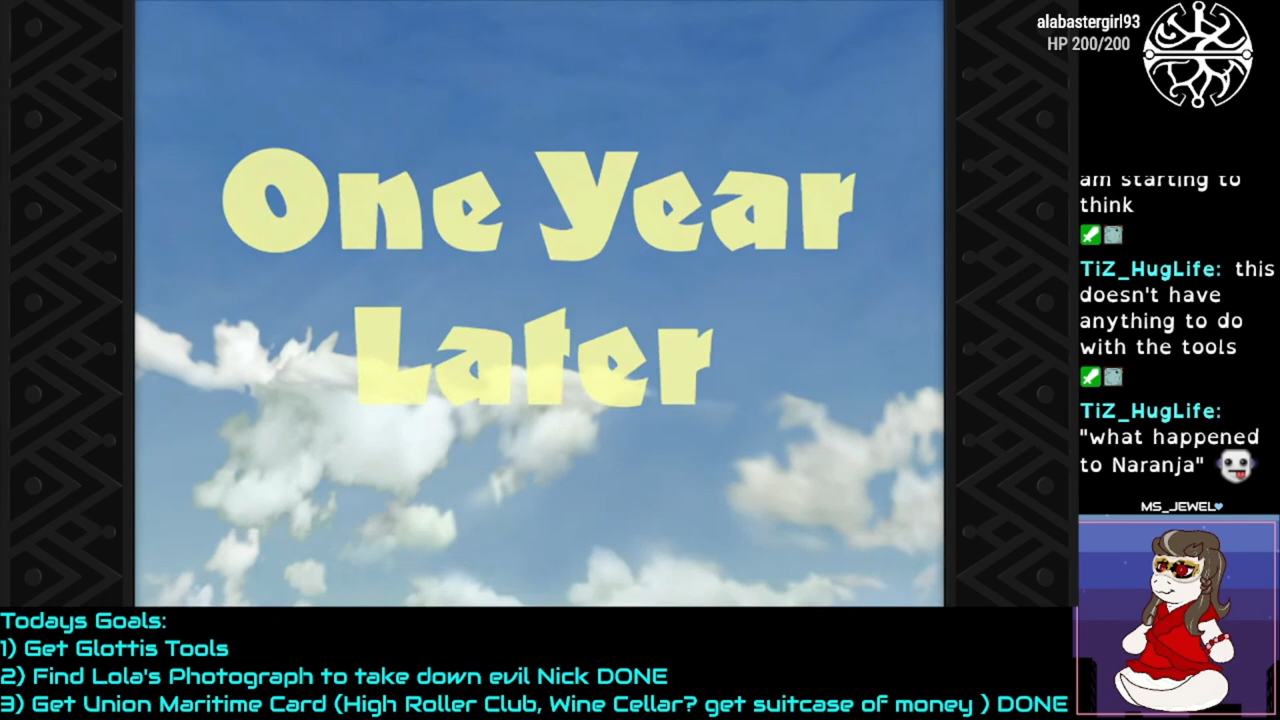 One Year
Later
alabastergirl93
HP 200/200
am starting to
think
TiZ_HugLife: this
doesn't have
anything to do
with the tools
TiZ_HugLife:
"what happened
to Naranja"
MS_JEWEL
Todays Goals:
1) Get Glottis Tools
2) Find Lola's Photograph to take down evil Nick DONE
3) Get Union Maritime Card (High Roller Club, Wine Cellar? get suitcase of money ) DONE